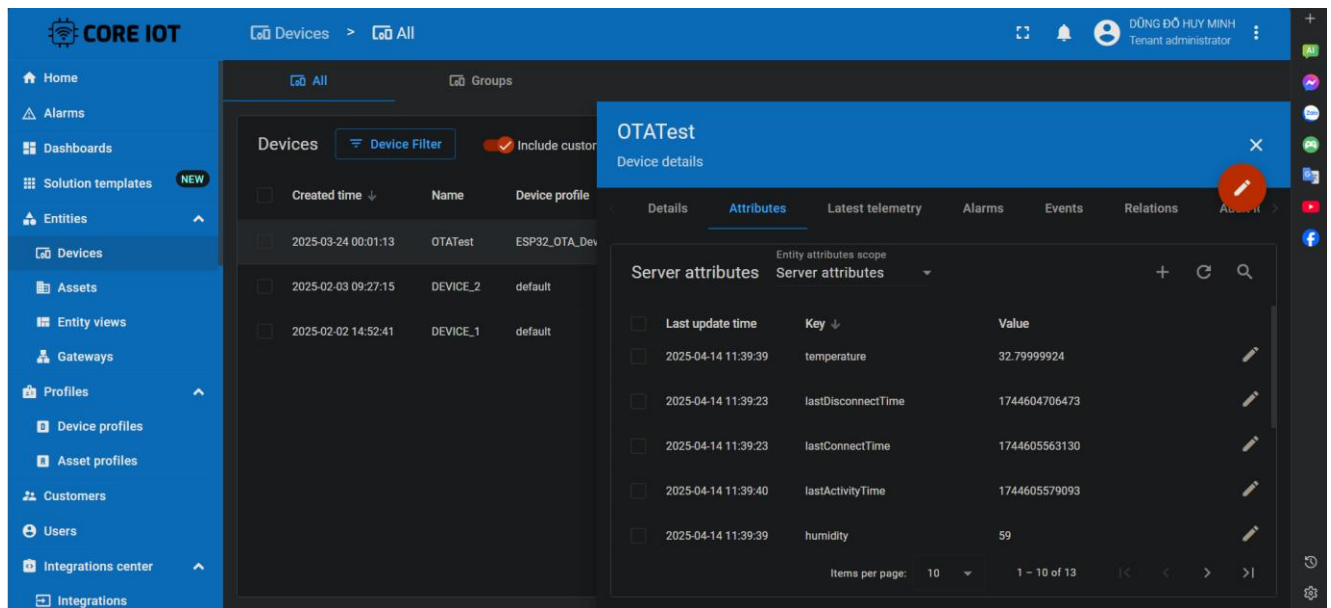 CORE IOT
Devices > All
DŨNG ĐỖ HUY MINH
Tenant administrator
Home
Alarms
Dashboards
Solution templates NEW
Entities
Devices
Assets
Entity views
Gateways
Profiles
Device profiles
Asset profiles
Customers
Users
Integrations center
Integrations
All Groups
Devices Device Filter Include custor
Created time Name Device profile
2025-03-24 00:01:13 OTATest ESP32_OTA_Dev
2025-02-03 09:27:15 DEVICE_2 default
2025-02-02 14:52:41 DEVICE_1 default
OTATest
Device details
Details Attributes Latest telemetry Alarms Events Relations
Entity attributes scope
Server attributes Server attributes
Last update time Key Value
2025-04-14 11:39:39 temperature 32.79999924
2025-04-14 11:39:23 lastDisconnectTime 1744604706473
2025-04-14 11:39:23 lastConnectTime 1744605563130
2025-04-14 11:39:40 lastActivityTime 1744605579093
2025-04-14 11:39:39 humidity 59
Items per page: 10 1 – 10 of 13
AI
Zalo